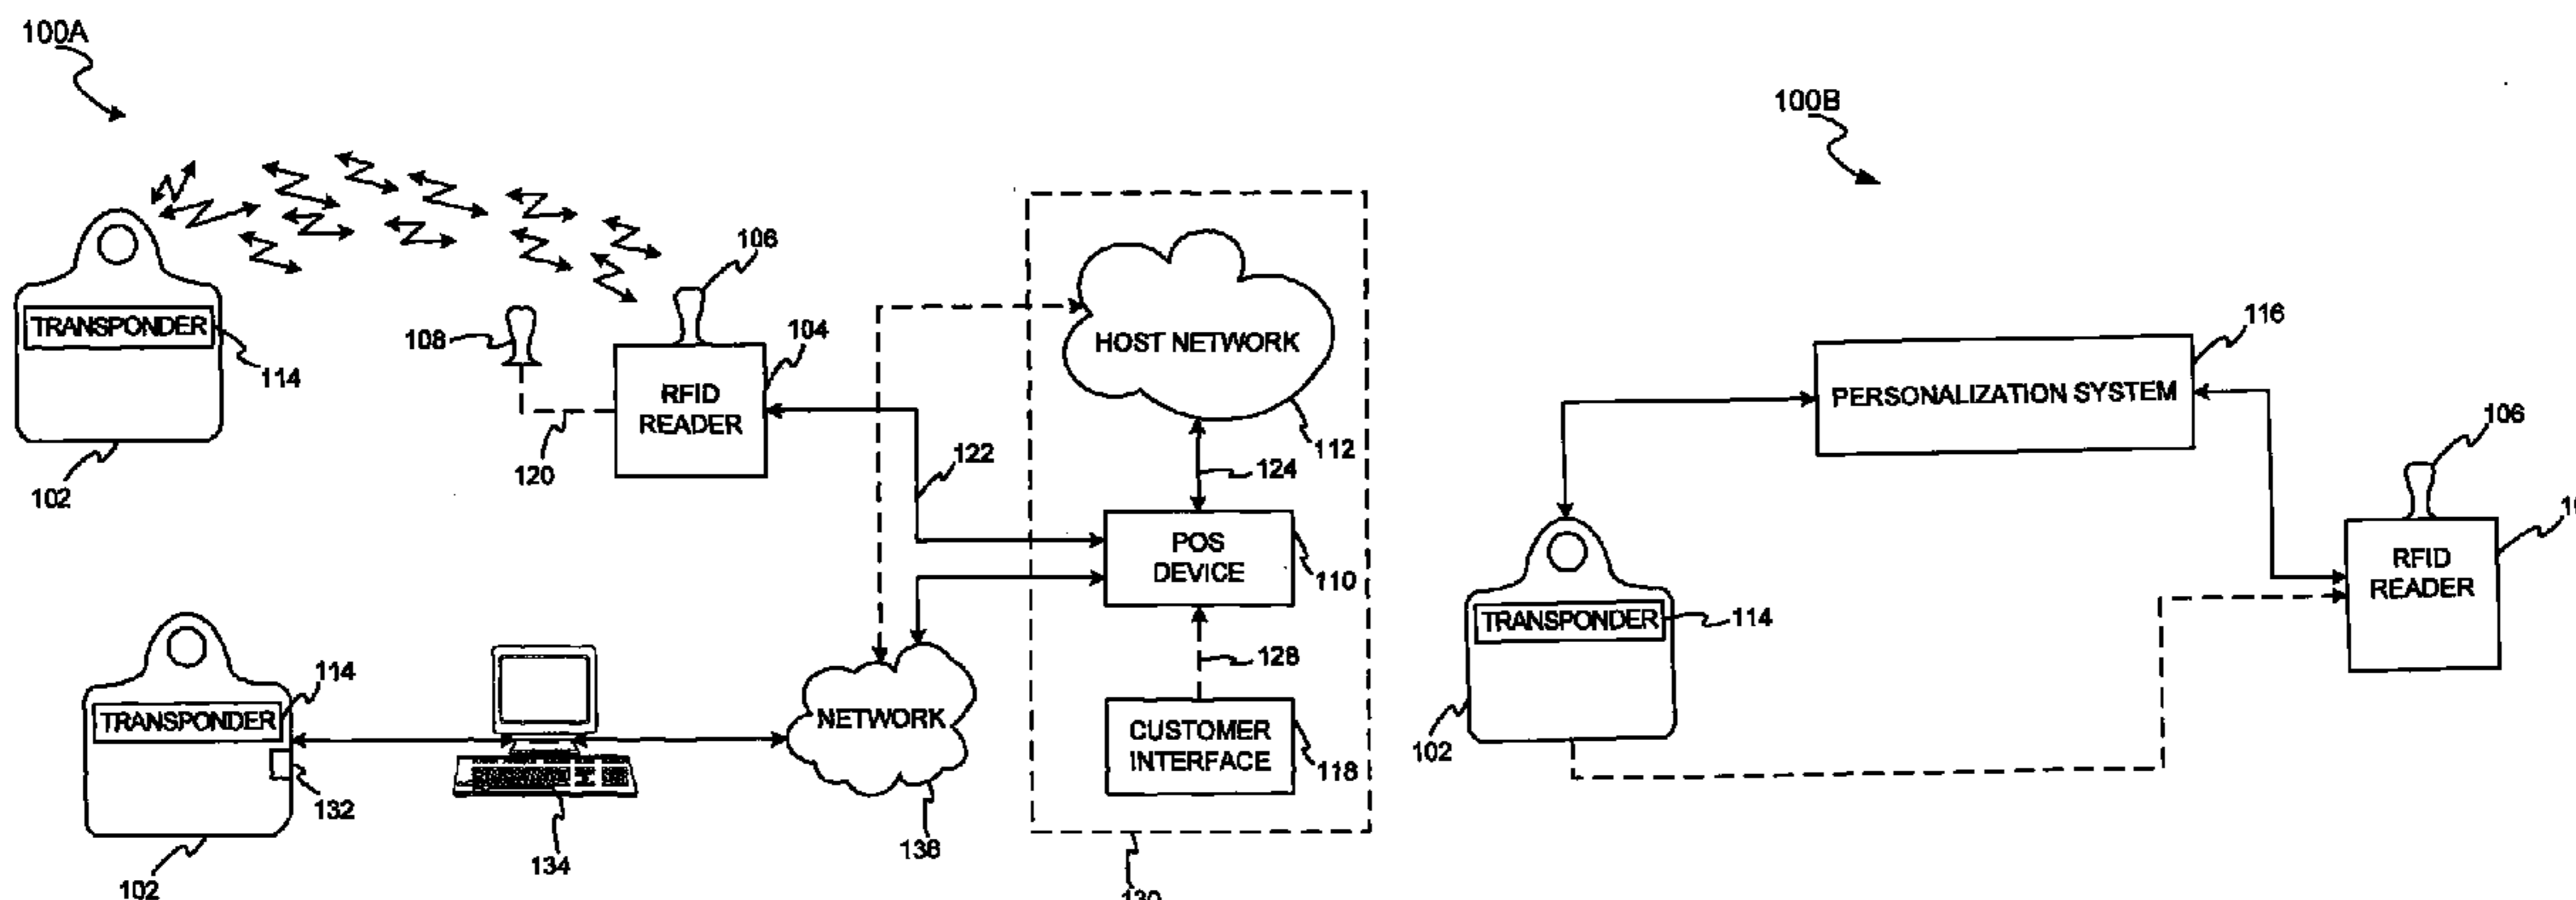 100A
100B
106
HOST NETWORK
TRANSPONDER
108
104
116
114
RFID
READER
PERSONALIZATION SYSTEM
112
106
122
124
120
102
POS
DEVICE
110
RFID
READER
TRANSPONDER
114
128
114
TRANSPONDER
NETWORK
CUSTOMER
INTERFACE
118
102
132
134
102
130